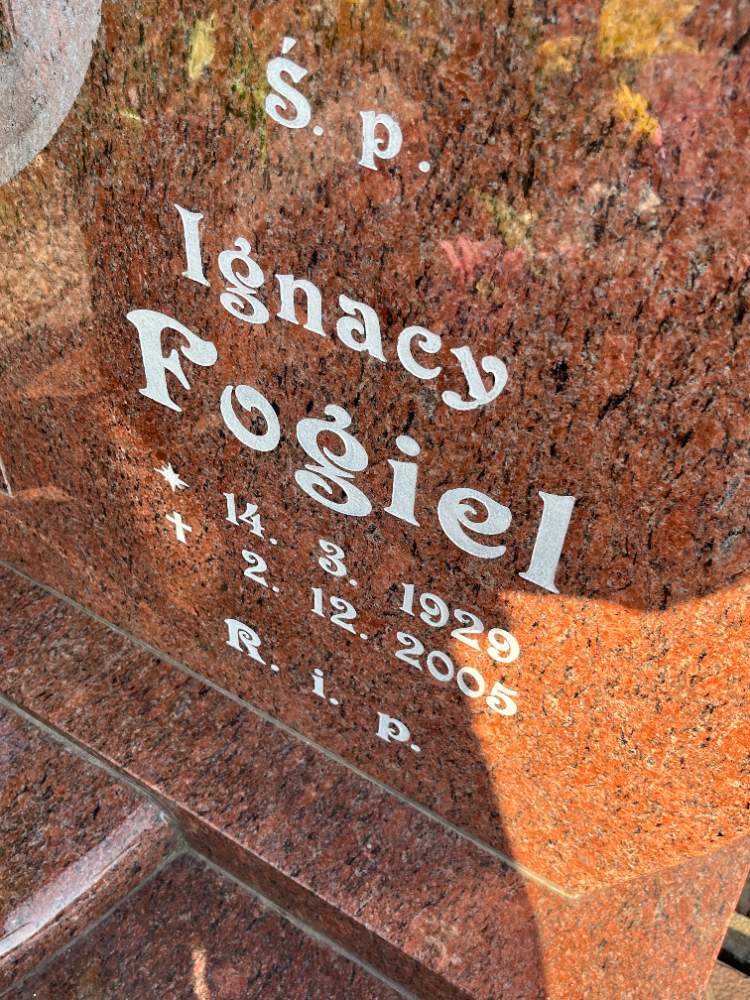 Ś. p.
Ignacy
Fogiel
* 14. 3. 1929
✝ 2. 12. 2005
R. i. p.